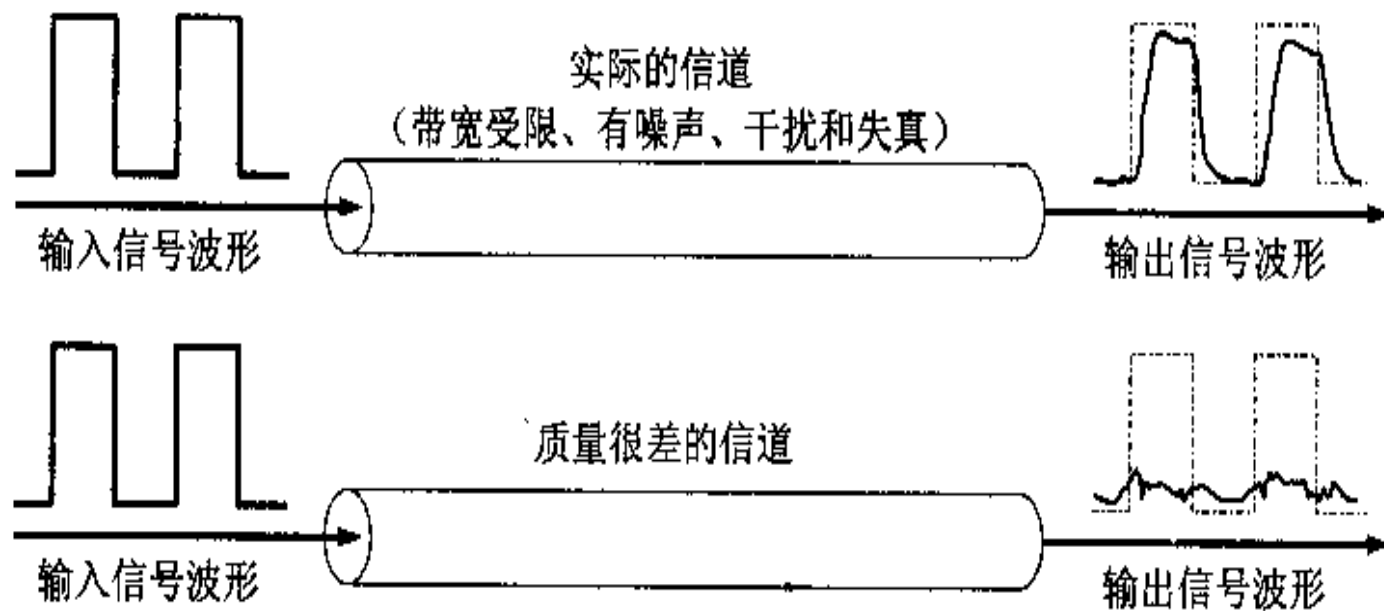 实际的信道
（带宽受限、有噪声、干扰和失真）
输入信号波形
输出信号波形
质量很差的信道
输入信号波形
输出信号波形